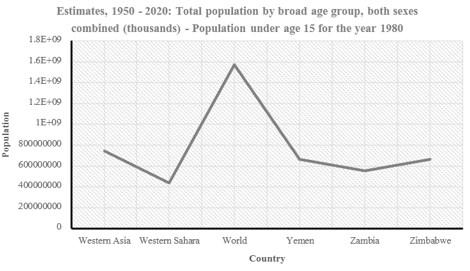 Estimates, 1950 - 2020: Total population by broad age group, both sexes
combined (thousands) - Population under age 15 for the year 1980
1.8E+09
1.6E+09
1.4E+09
1.2E+09
1E+09
800000000
600000000
400000000
200000000
0
Population
Western Asia Western Sahara World Yemen Zambia Zimbabwe
Country